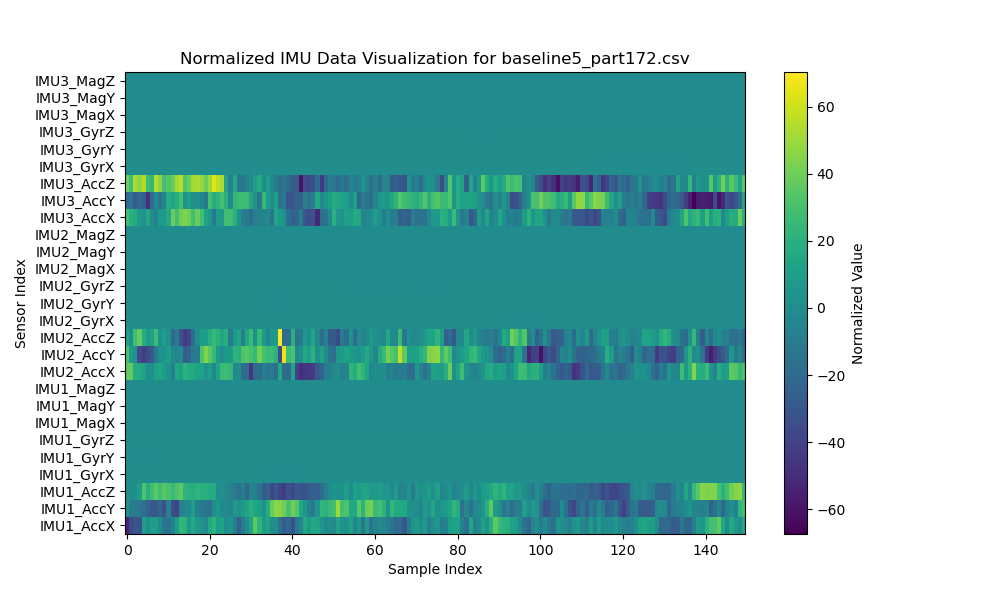 Normalized IMU Data Visualization for baseline5_part172.csv
IMU3_MagZ
IMU3_MagY
IMU3_MagX
IMU3_GyrZ
IMU3_GyrY
IMU3_GyrX
IMU3_AccZ
IMU3_AccY
IMU3_AccX
IMU2_MagZ
IMU2_MagY
IMU2_MagX
IMU2_GyrZ
IMU2_GyrY
IMU2_GyrX
IMU2_AccZ
IMU2_AccY
IMU2_AccX
IMU1_MagZ
IMU1_MagY
IMU1_MagX
IMU1_GyrZ
IMU1_GyrY
IMU1_GyrX
IMU1_AccZ
IMU1_AccY
IMU1_AccX
Sensor Index
0 20 40 60 80 100 120 140
Sample Index
60
40
20
0
−20
−40
−60
Normalized Value